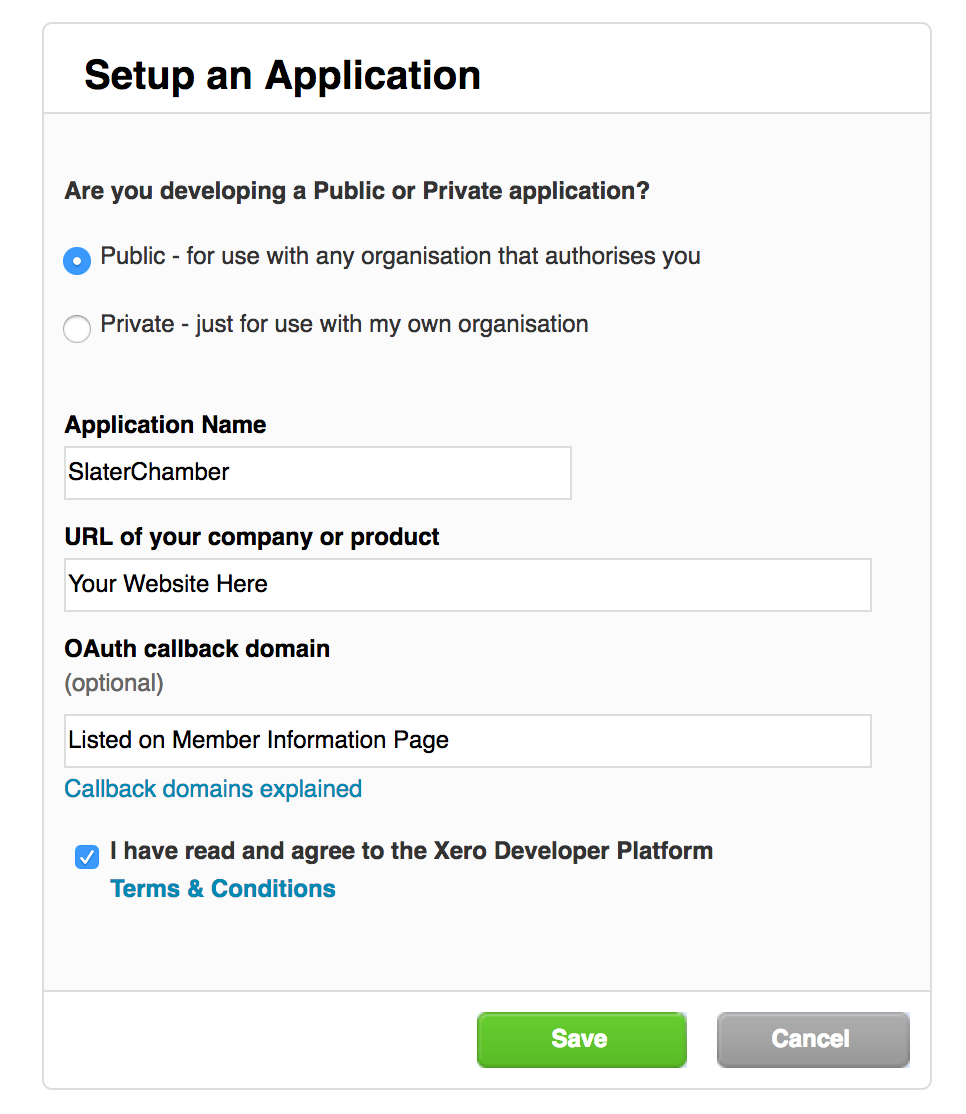 Setup an Application
Are you developing a Public or Private application?
Public - for use with any organisation that authorises you
Private - just for use with my own organisation
Application Name
SlaterChamber
URL of your company or product
Your Website Here
OAuth callback domain
(optional)
Listed on Member Information Page
Callback domains explained
I have read and agree to the Xero Developer Platform
Terms & Conditions
Save
Cancel